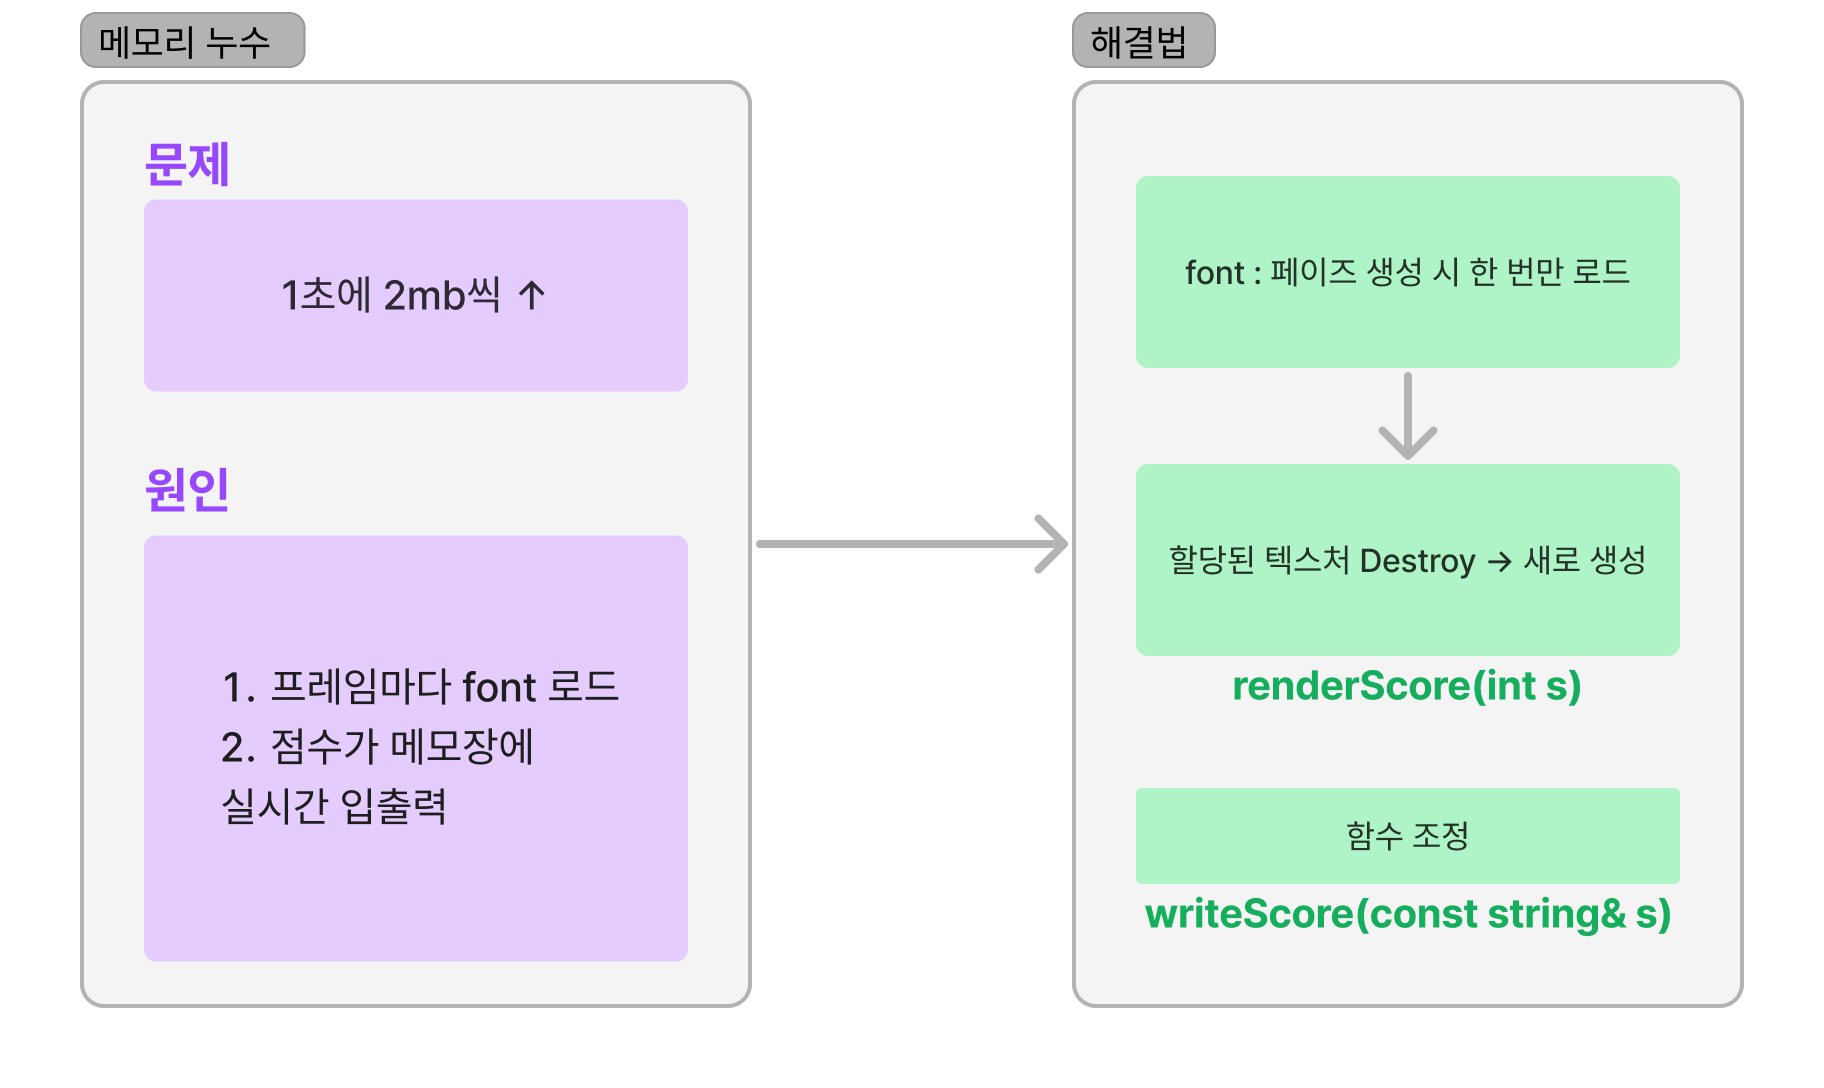 메모리 누수
문제
1초에 2mb씩 ↑
원인
1. 프레임마다 font 로드
2. 점수가 메모장에
실시간 입출력
해결법
font : 페이즈 생성 시 한 번만 로드
할당된 텍스처 Destroy → 새로 생성
renderScore(int s)
함수 조정
writeScore(const string& s)